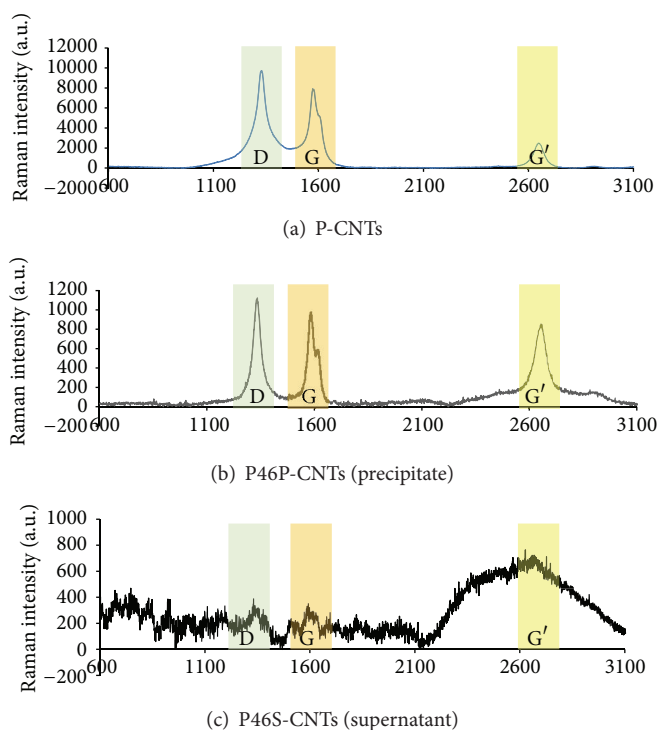 Raman intensity (a.u.)
12000
10000
8000
6000
4000
2000
0
−2000
600
1100
1600
2100
2600
3100
D
G
G′
(a) P-CNTs
Raman intensity (a.u.)
1200
1000
800
600
400
200
0
−200
600
1100
1600
2100
2600
3100
D
G
G′
(b) P46P-CNTs (precipitate)
Raman intensity (a.u.)
1000
800
600
400
200
0
−200
600
1100
1600
2100
2600
3100
D
G
G′
(c) P46S-CNTs (supernatant)